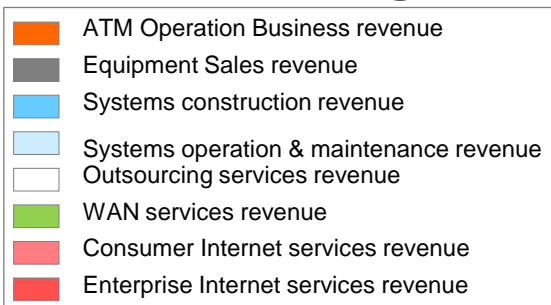 ATM Operation Business revenue
Equipment Sales revenue
Systems construction revenue
Systems operation & maintenance revenue
Outsourcing services revenue
WAN services revenue
Consumer Internet services revenue
Enterprise Internet services revenue